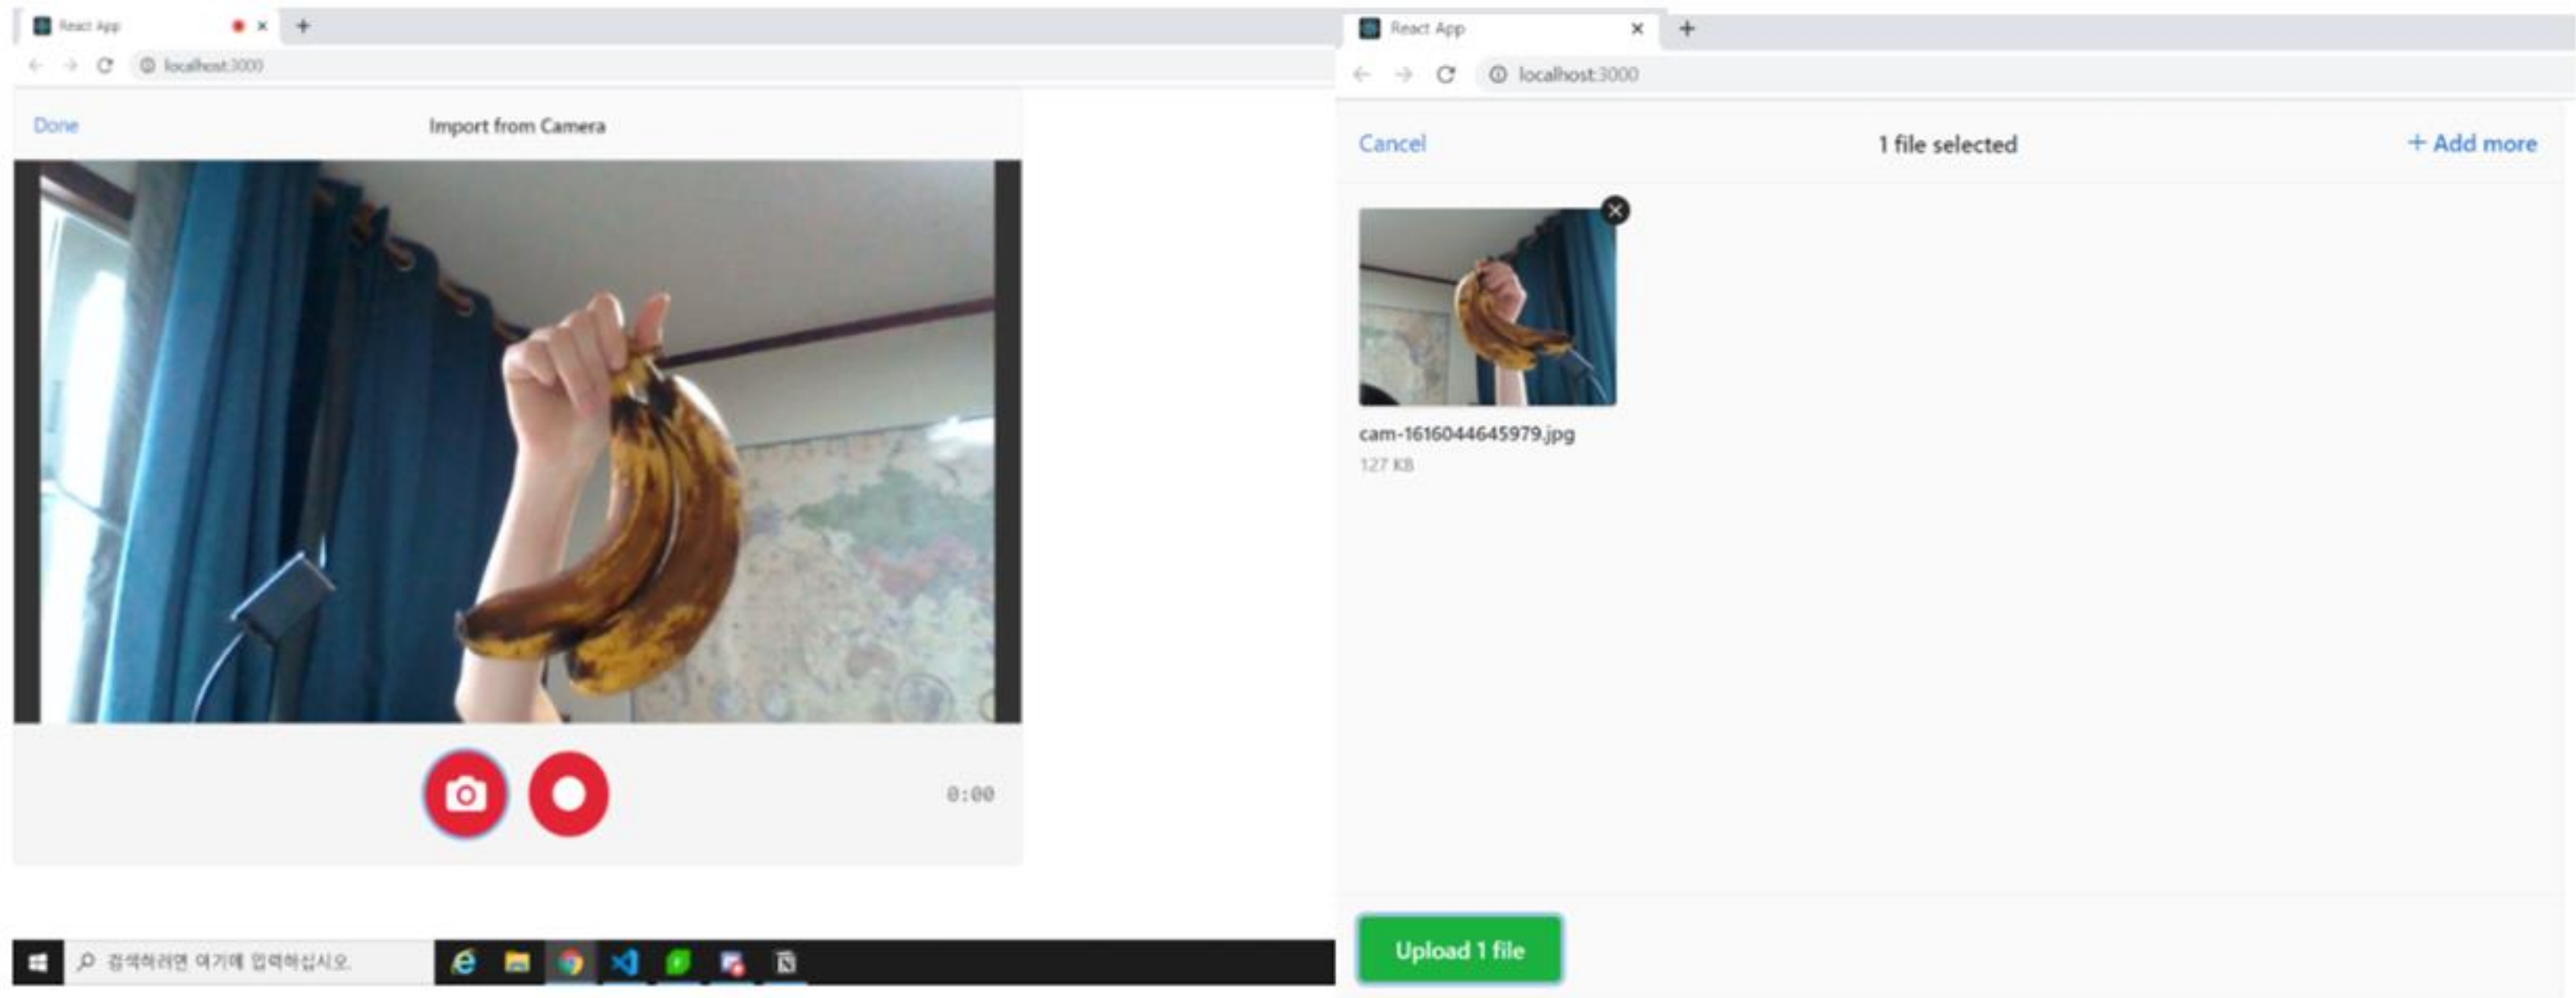 React App
localhost:3000
Done
Import from Camera
0:00
검색하려면 여기에 입력하십시오.
React App
localhost:3000
Cancel
1 file selected
+ Add more
cam-1616044645979.jpg
127 KB
Upload 1 file